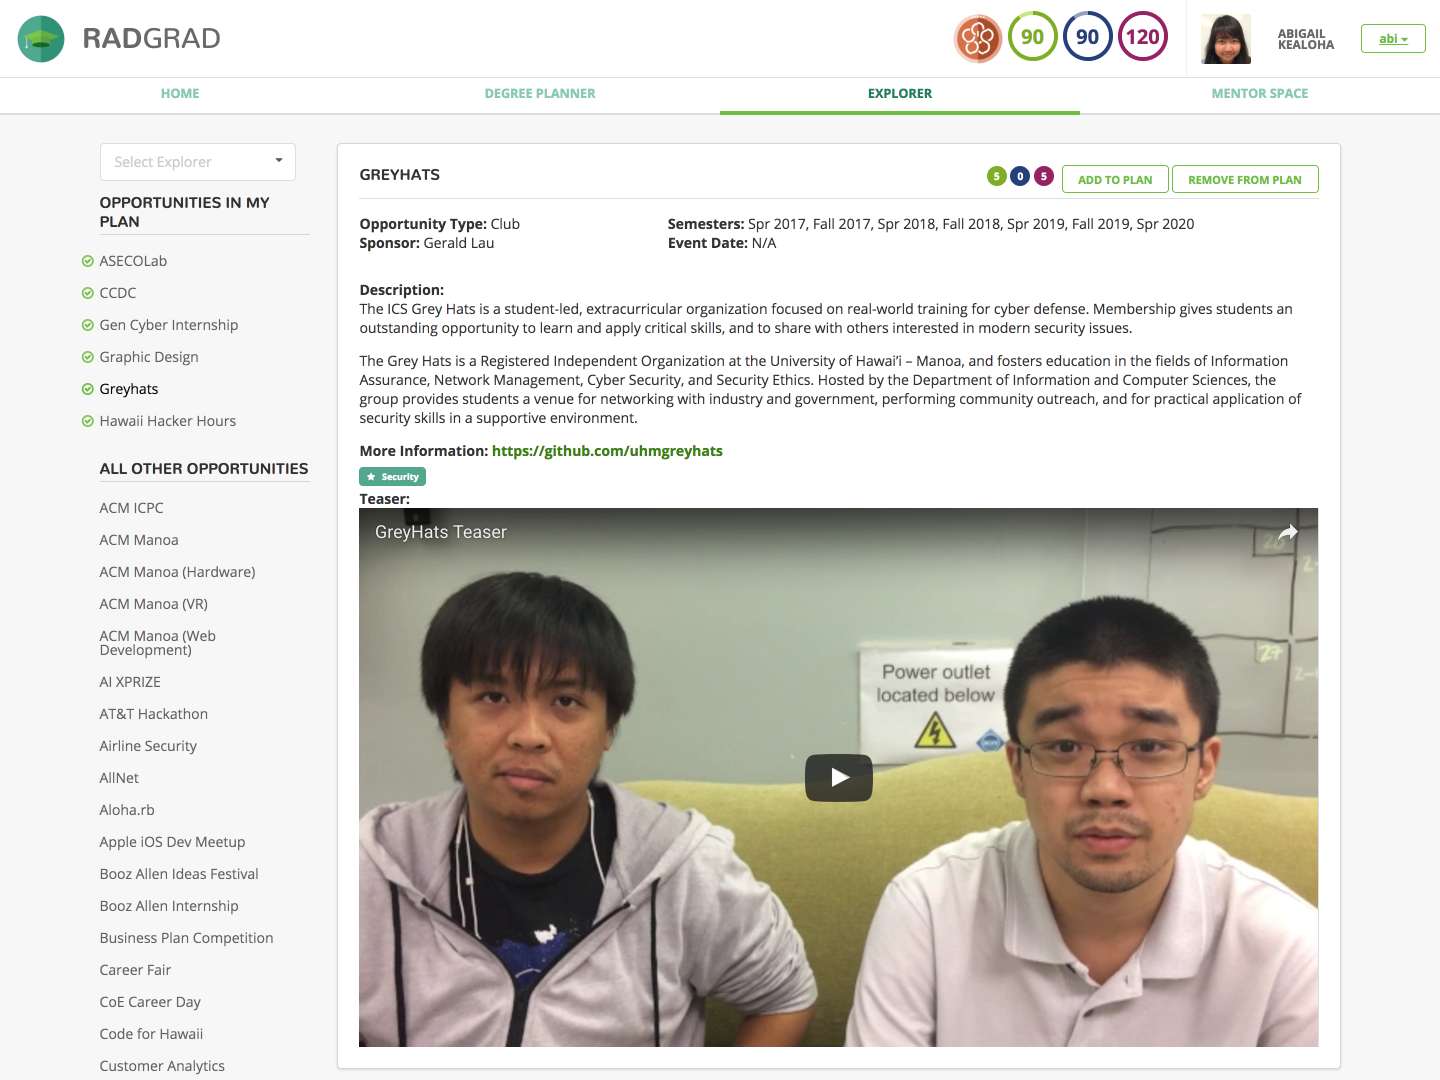 RADGRAD
90
90
120
ABIGAIL
KEALOHA
abi
HOME
DEGREE PLANNER
EXPLORER
MENTOR SPACE
Select Explorer
OPPORTUNITIES IN MY
PLAN
ASECOLab
CCDC
Gen Cyber Internship
Graphic Design
Greyhats
Hawaii Hacker Hours
ALL OTHER OPPORTUNITIES
ACM ICPC
ACM Manoa
ACM Manoa (Hardware)
ACM Manoa (VR)
ACM Manoa (Web
Development)
AI XPRIZE
AT&T Hackathon
Airline Security
AllNet
Aloha.rb
Apple iOS Dev Meetup
Booz Allen Ideas Festival
Booz Allen Internship
Business Plan Competition
Career Fair
CoE Career Day
Code for Hawaii
Customer Analytics
GREYHATS
5
0
5
ADD TO PLAN
REMOVE FROM PLAN
Opportunity Type: Club
Sponsor: Gerald Lau
Semesters: Spr 2017, Fall 2017, Spr 2018, Fall 2018, Spr 2019, Fall 2019, Spr 2020
Event Date: N/A
Description:
The ICS Grey Hats is a student-led, extracurricular organization focused on real-world training for cyber defense. Membership gives students an
outstanding opportunity to learn and apply critical skills, and to share with others interested in modern security issues.
The Grey Hats is a Registered Independent Organization at the University of Hawai’i – Manoa, and fosters education in the fields of Information
Assurance, Network Management, Cyber Security, and Security Ethics. Hosted by the Department of Information and Computer Sciences, the
group provides students a venue for networking with industry and government, performing community outreach, and for practical application of
security skills in a supportive environment.
More Information: https://github.com/uhmgreyhats
Security
Teaser:
GreyHats Teaser
Power outlet
located below
27